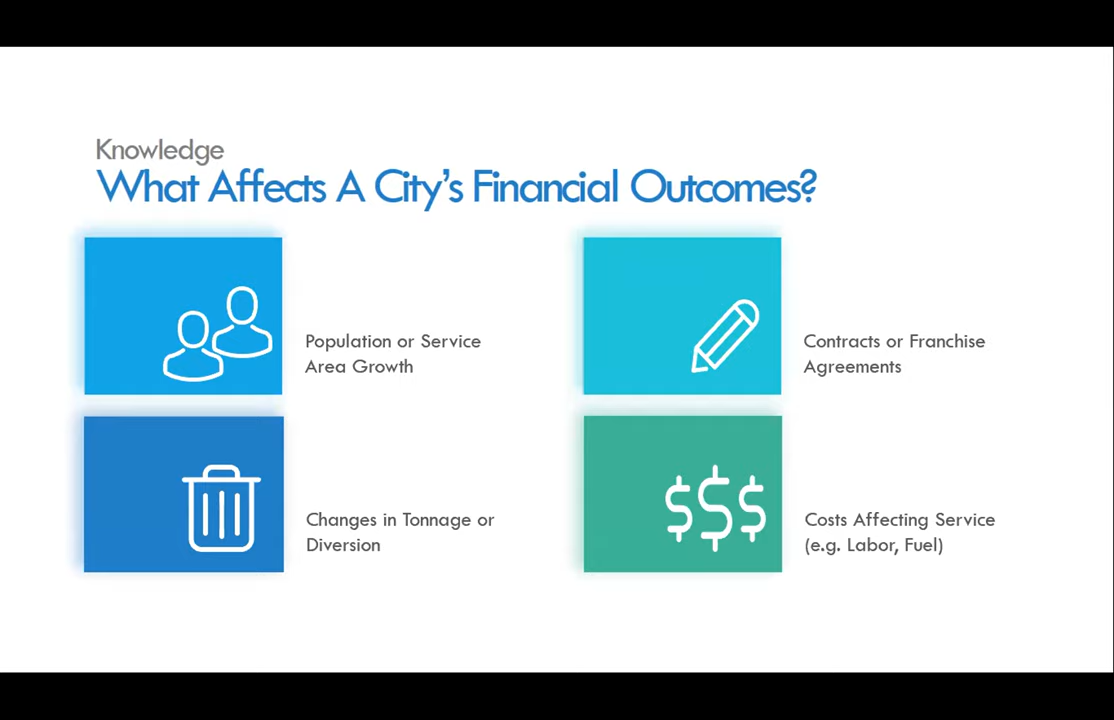 Knowledge
What Affects A City's Financial Outcomes?
Population or Service
Area Growth
Contracts or Franchise
Agreements
$$$
Changes in Tonnage or
Diversion
Costs Affecting Service
(e.g. Labor, Fuel)